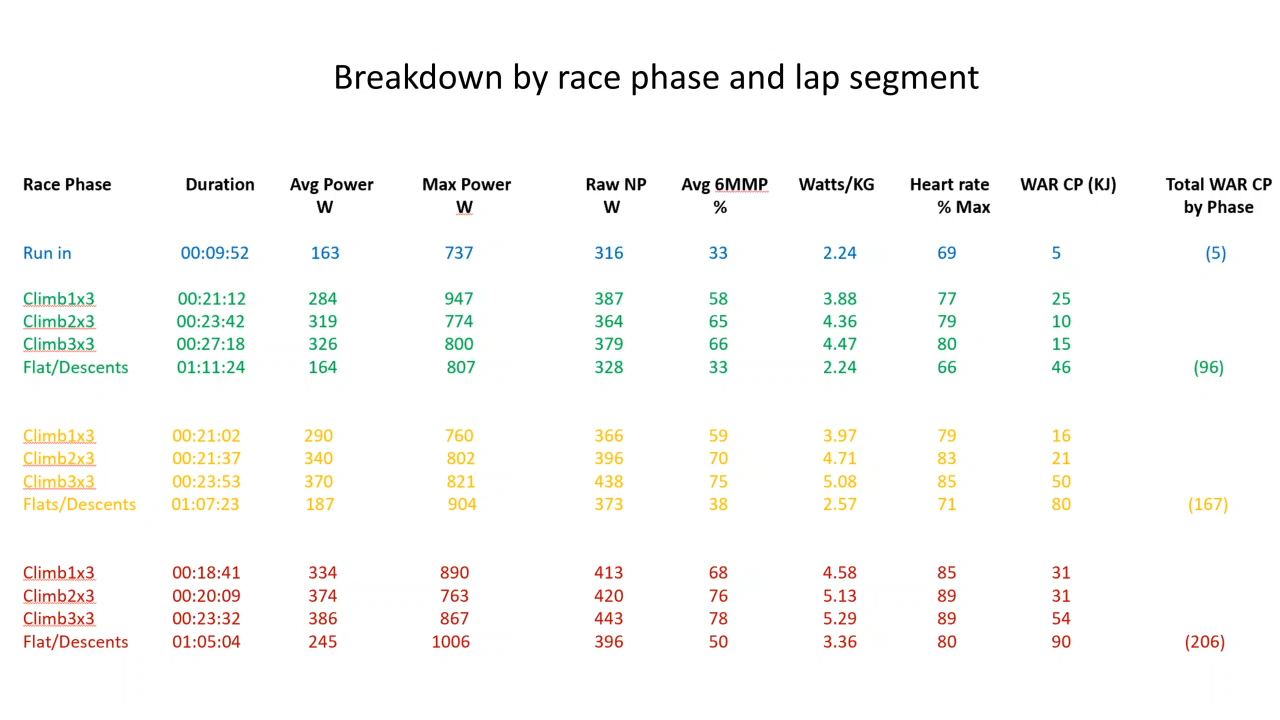 Breakdown by race phase and lap segment
Race Phase Duration Avg Power Max Power Raw NP Avg 6MMP Watts/KG Heart rate WAR CP (KJ) Total WAR CP
W W W % % Max by Phase
Run in 00:09:52 163 737 316 33 2.24 69 5 (5)
Climb1x3 00:21:12 284 947 387 58 3.88 77 25
Climb2x3 00:23:42 319 774 364 65 4.36 79 10
Climb3x3 00:27:18 326 800 379 66 4.47 80 15
Flat/Descents 01:11:24 164 807 328 33 2.24 66 46 (96)
Climb1x3 00:21:02 290 760 366 59 3.97 79 16
Climb2x3 00:21:37 340 802 396 70 4.71 83 21
Climb3x3 00:23:53 370 821 438 75 5.08 85 50
Flats/Descents 01:07:23 187 904 373 38 2.57 71 80 (167)
Climb1x3 00:18:41 334 890 413 68 4.58 85 31
Climb2x3 00:20:09 374 763 420 76 5.13 89 31
Climb3x3 00:23:32 386 867 443 78 5.29 89 54
Flat/Descents 01:05:04 245 1006 396 50 3.36 80 90 (206)